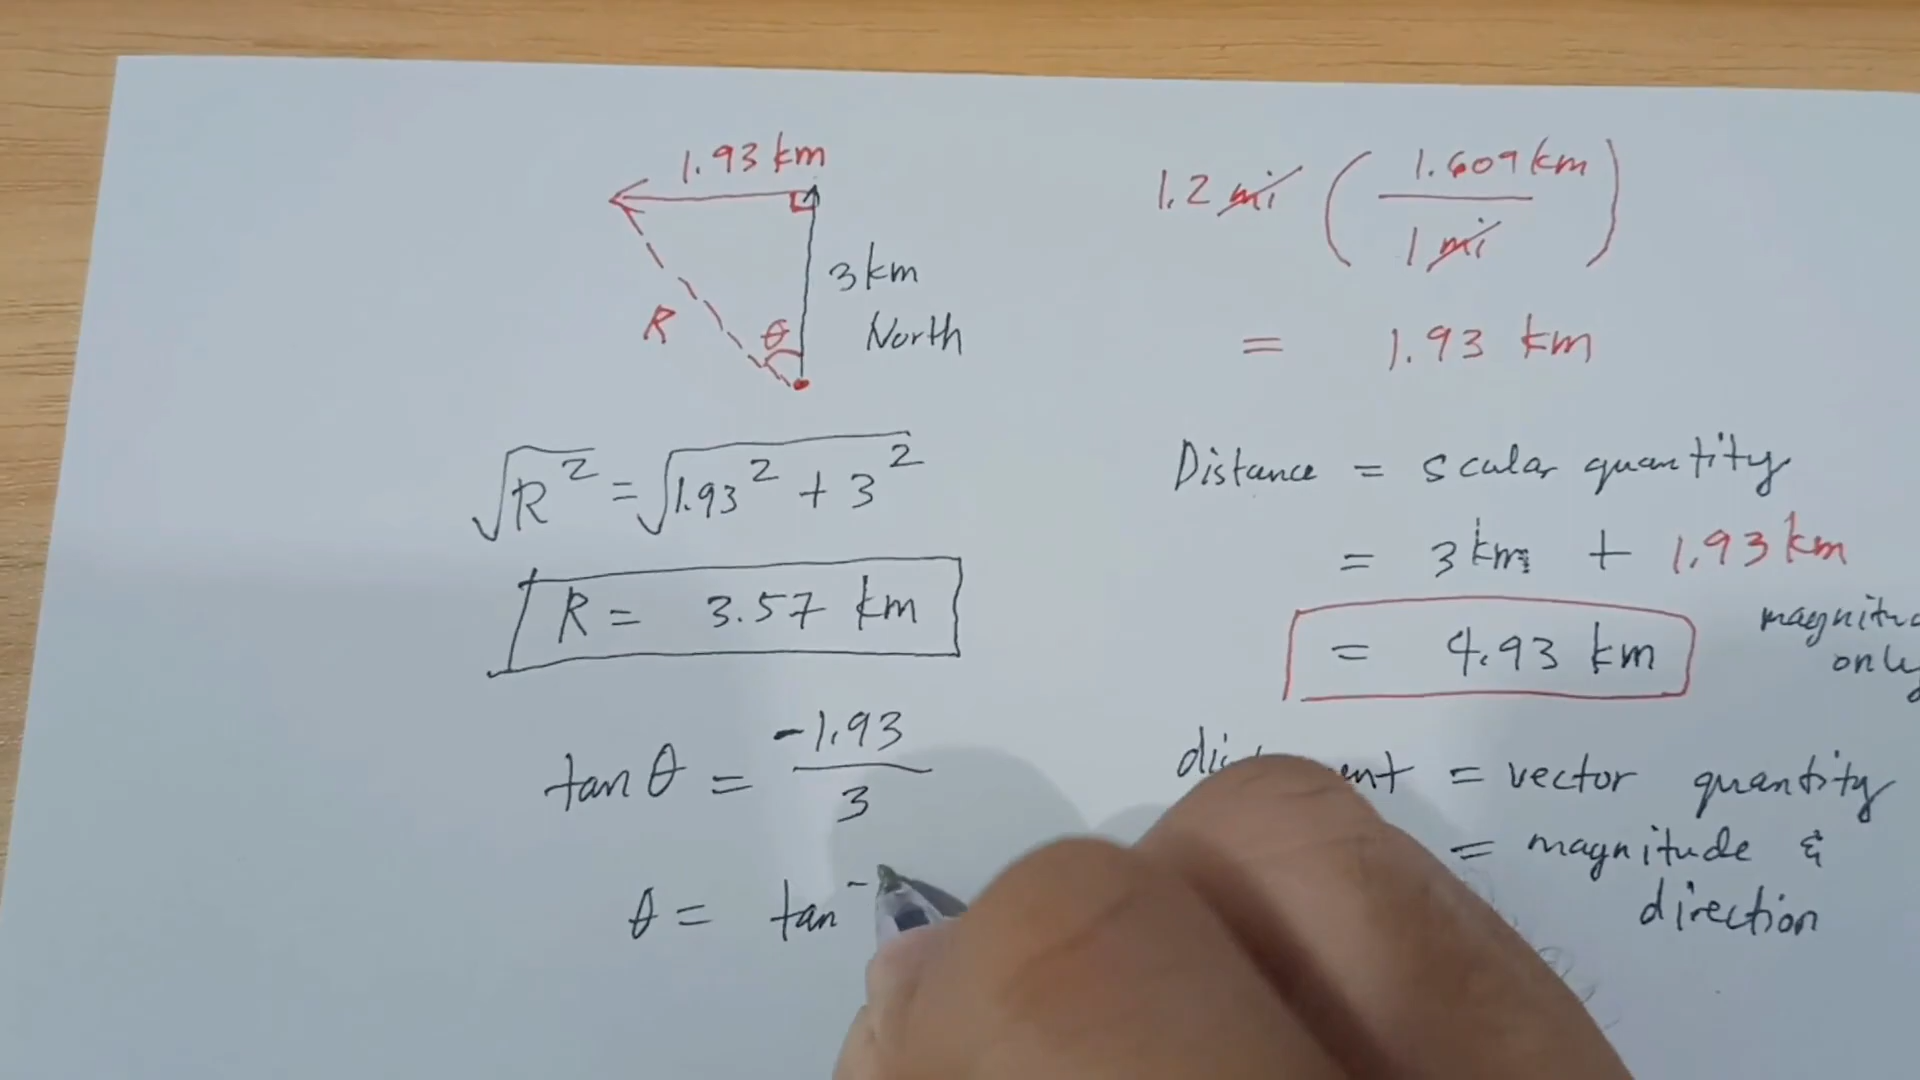 1.93 km
3 km
North
R
θ
√R² = √1.93² + 3²
R = 3.57 km
tan θ = -1.93
3
θ = tan⁻
1.2 mi ( 1.609 km )
1 mi
= 1.93 km
Distance = scalar quantity
= 3 km + 1.93 km
= 4.93 km
only
= vector quantity
= magnitude &
direction